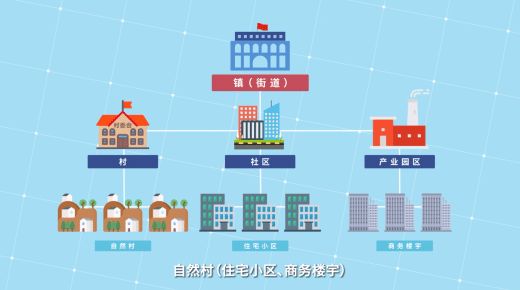 镇（街道）
村委会
村
社区
产业园区
自然村
住宅小区
商务楼宇
自然村（住宅小区、商务楼宇）